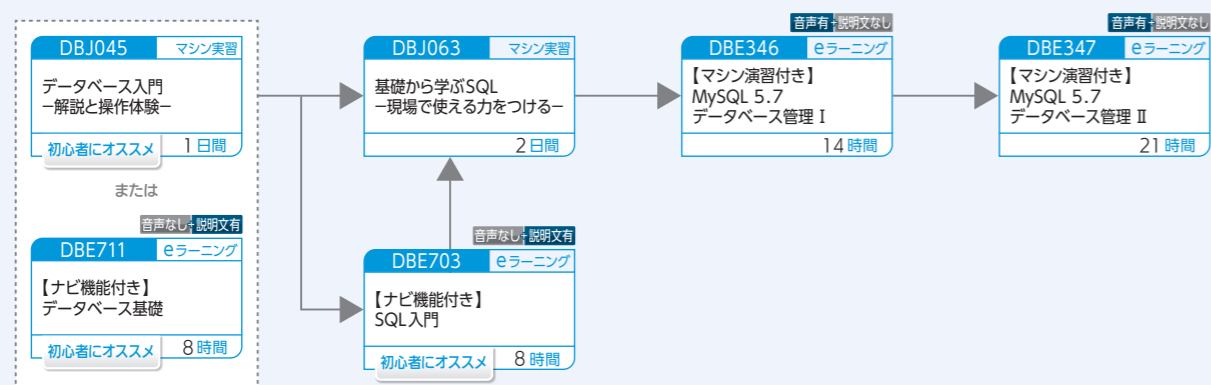 DBJ045 マシン実習
データベース入門
−解説と操作体験−
初心者にオススメ 1日間
または
音声なし+説明文有
DBE711 eラーニング
【ナビ機能付き】
データベース基礎
初心者にオススメ 8時間
DBJ063 マシン実習
基礎から学ぶSQL
−現場で使える力をつける−
2日間
音声なし+説明文有
DBE703 eラーニング
【ナビ機能付き】
SQL入門
初心者にオススメ 8時間
音声有+説明文なし
DBE346 eラーニング
【マシン演習付き】
MySQL 5.7
データベース管理 Ⅰ
14時間
音声有+説明文なし
DBE347 eラーニング
【マシン演習付き】
MySQL 5.7
データベース管理 Ⅱ
21時間